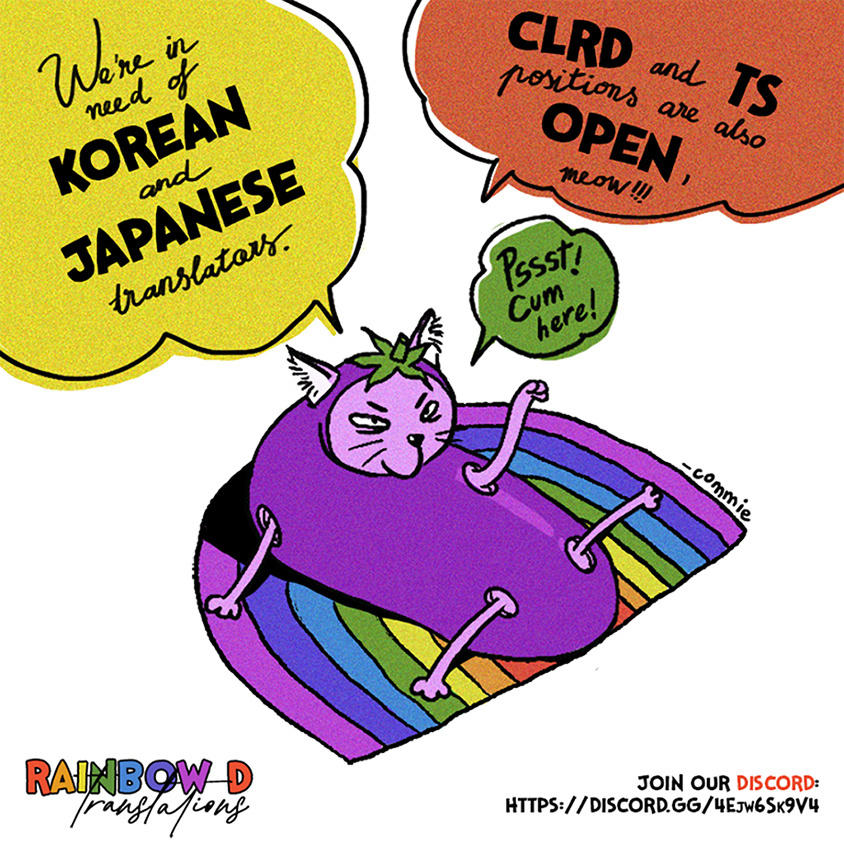 We're in
need of
KOREAN
and
JAPANESE
translators.
CLRD and TS
positions are also
OPEN,
meow!!!
Pssst!
Cum
here!
-commie
RAINBOW D
Translations
JOIN OUR DISCORD:
HTTPS://DISCORD.GG/4EJW6SK9V4